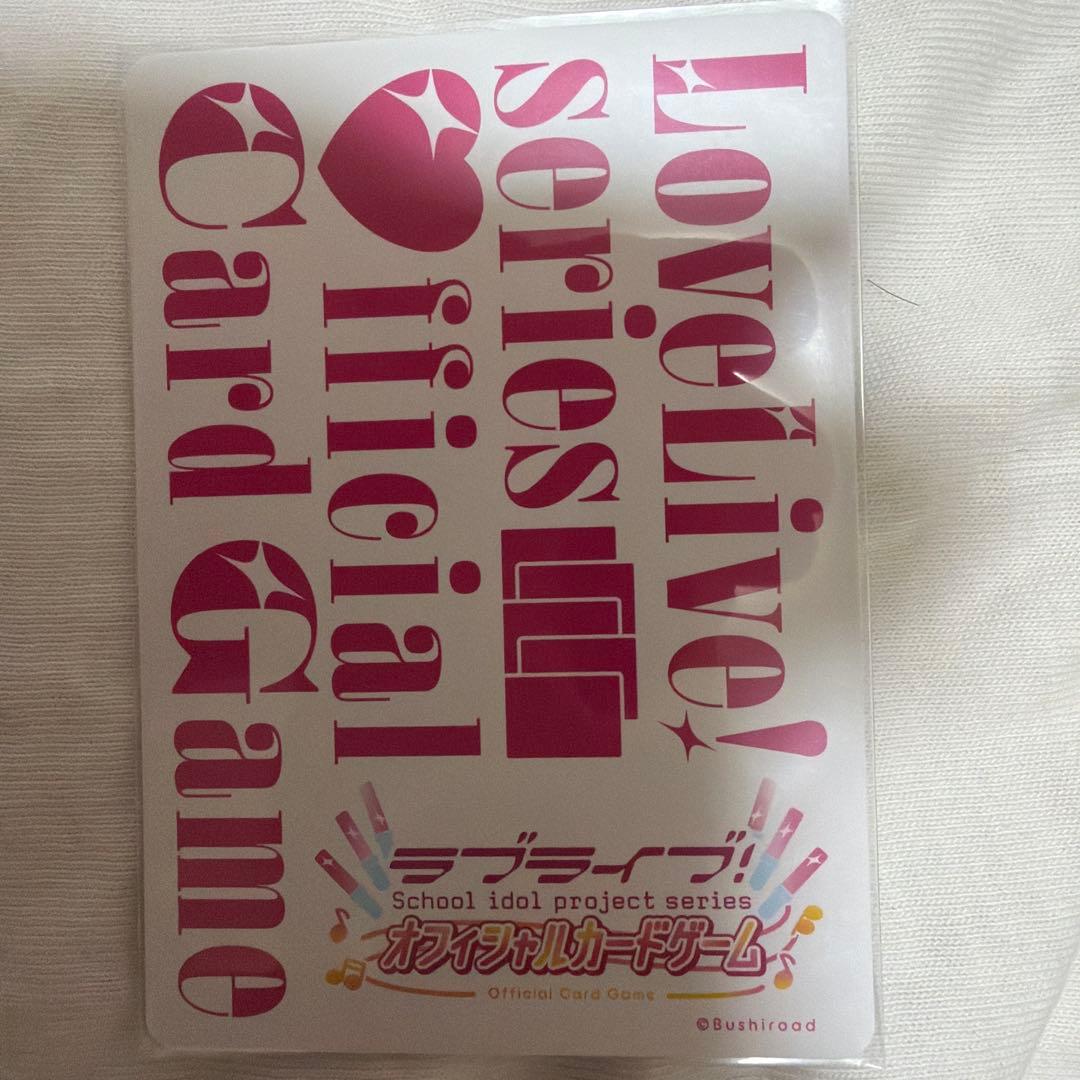 LoveLive!
series
♥fficial
Card Game
ラブライブ!
School idol project series
オフィシャルカードゲーム
Official Card Game
©Bushiroad